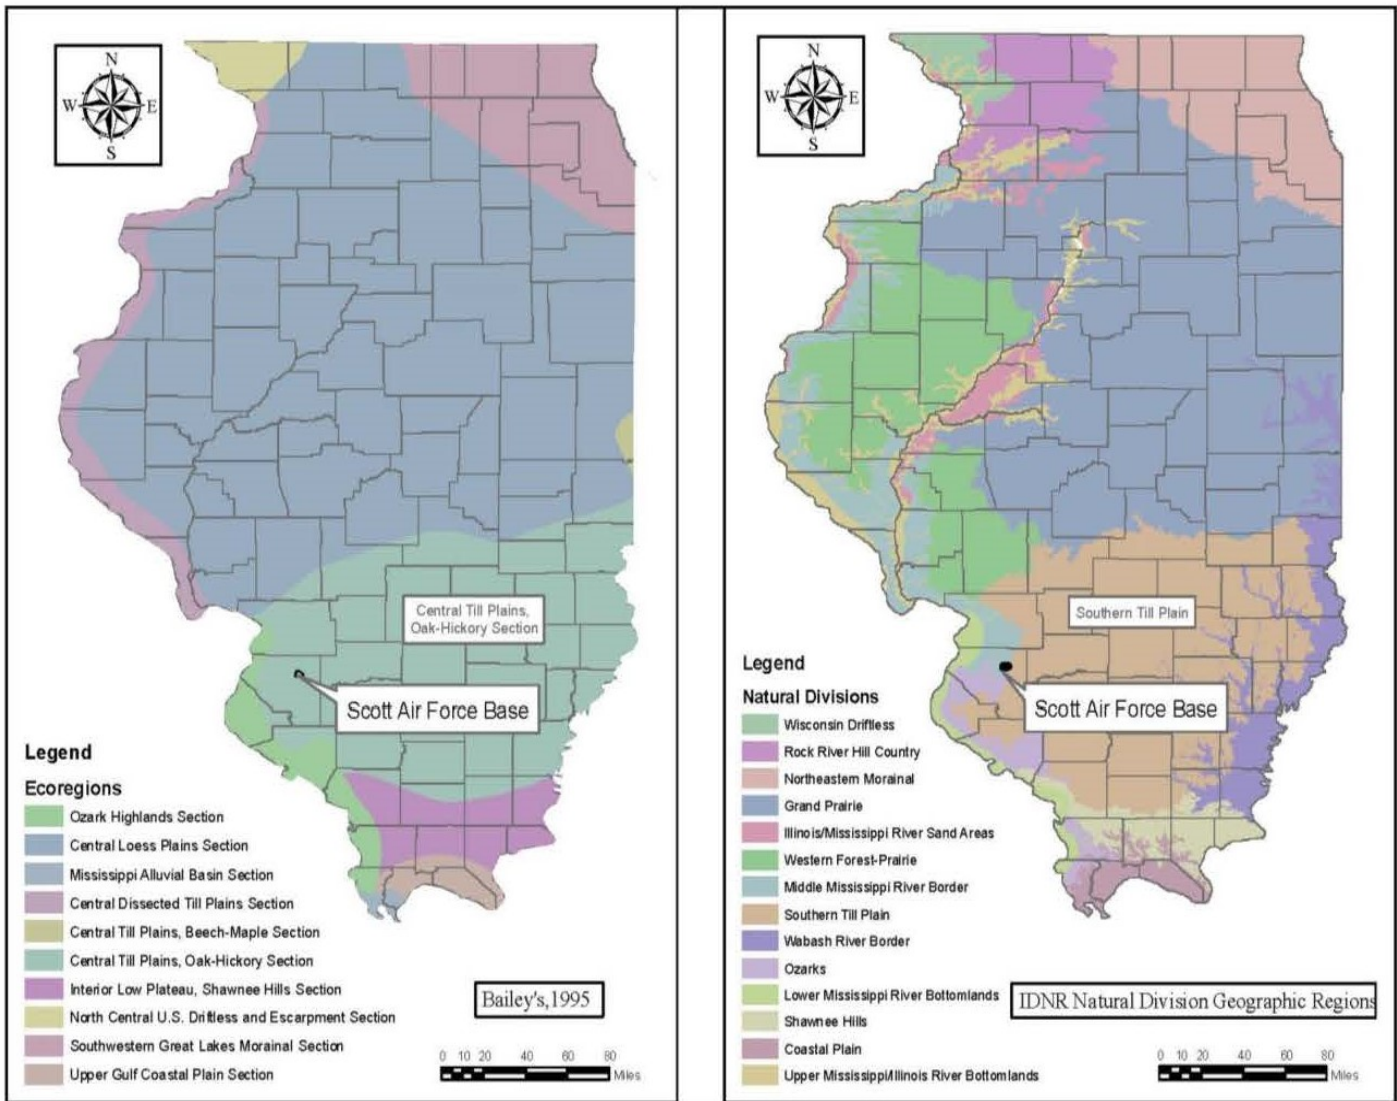 N
W
E
S
Central Till Plains,
Oak-Hickory Section
Scott Air Force Base
Legend
Ecoregions
Ozark Highlands Section
Central Loess Plains Section
Mississippi Alluvial Basin Section
Central Dissected Till Plains Section
Central Till Plains, Beech-Maple Section
Central Till Plains, Oak-Hickory Section
Interior Low Plateau, Shawnee Hills Section
North Central U.S. Driftless and Escarpment Section
Southwestern Great Lakes Morainal Section
Upper Gulf Coastal Plain Section
Bailey's,1995
0 10 20 40 60 80
Miles
N
W
E
S
Southern Till Plain
Scott Air Force Base
Legend
Natural Divisions
Wisconsin Driftless
Rock River Hill Country
Northeastern Morainal
Grand Prairie
Illinois/Mississippi River Sand Areas
Western Forest-Prairie
Middle Mississippi River Border
Southern Till Plain
Wabash River Border
Ozarks
Lower Mississippi River Bottomlands
Shawnee Hills
Coastal Plain
Upper Mississippi/Illinois River Bottomlands
IDNR Natural Division Geographic Regions
0 10 20 40 60 80
Miles